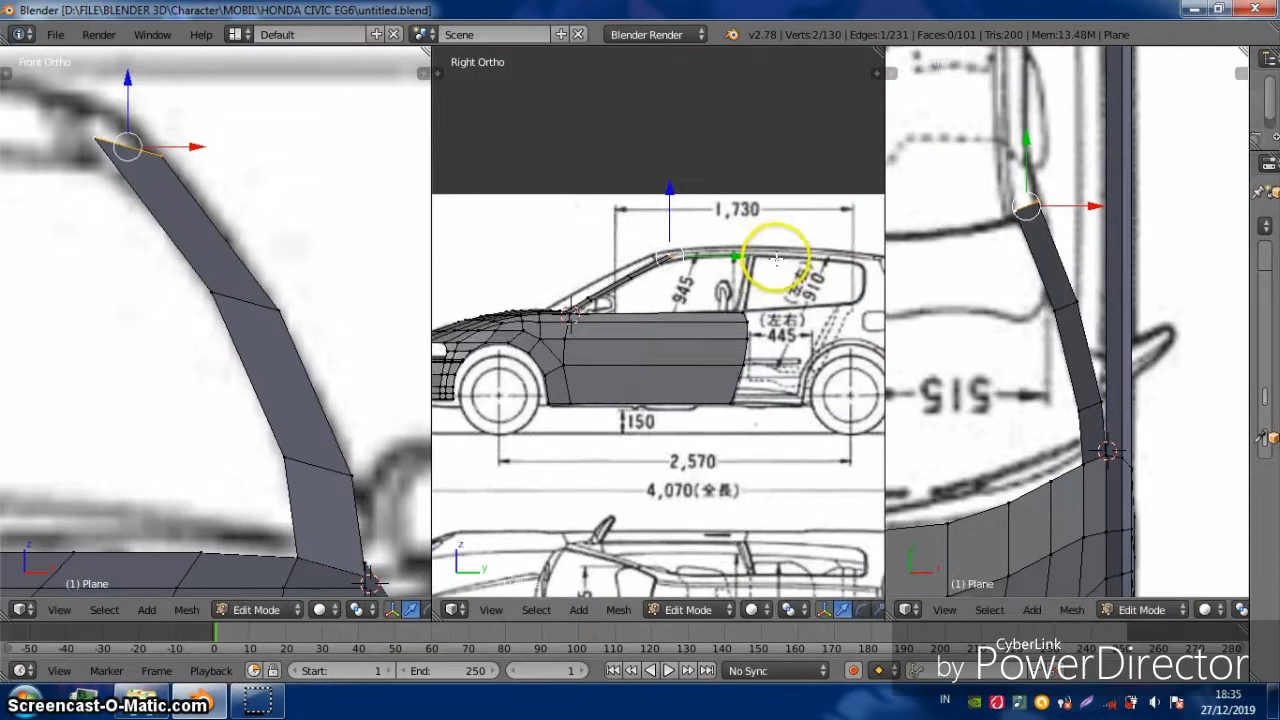 Blender [D:\FILE\BLENDER 3D\Character\MOBIL\HONDA CIVIC EG6\untitled.blend]
File Render Window Help Default Scene Blender Render v2.78 | Verts:2/130 | Edges:1/231 | Faces:0/101 | Tris:200 | Mem:13.48M | Plane
Front Ortho
Right Ortho
1,730
945
910
(左右)
445
150
2,570
4,070(全長)
515
z
y
(1) Plane
(1) Plane
View Select Add Mesh Edit Mode
View Select Add Mesh Edit Mode
View Select Add Mesh Edit Mode
-50 -40 -30 -20 -10 0 10 20 30 40 50 60 70 80 90 100 110 120 130 140 150 160 170 180 190 200 210 220 230 240 250 260 270 280
View Marker Frame Playback Start: 1 End: 250 1 No Sync
CyberLink
by PowerDirector
Screencast-O-Matic.com
IN
18:35
27/12/2019